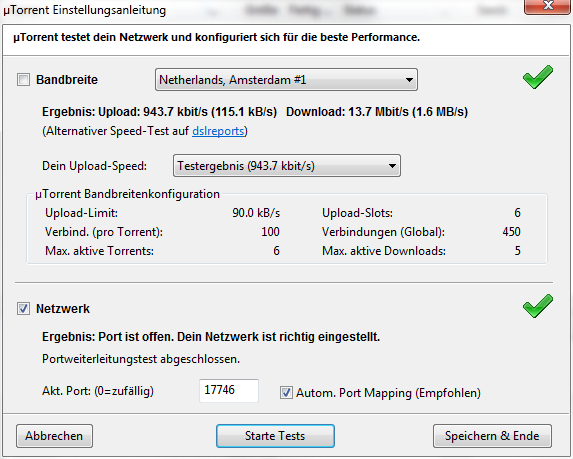 µTorrent Einstellungsanleitung
µTorrent testet dein Netzwerk und konfiguriert sich für die beste Performance.
Bandbreite Netherlands, Amsterdam #1
Ergebnis: Upload: 943.7 kbit/s (115.1 kB/s) Download: 13.7 Mbit/s (1.6 MB/s)
(Alternativer Speed-Test auf dslreports)
Dein Upload-Speed: Testergebnis (943.7 kbit/s)
µTorrent Bandbreitenkonfiguration
Upload-Limit: 90.0 kB/s Upload-Slots: 6
Verbind. (pro Torrent): 100 Verbindungen (Global): 450
Max. aktive Torrents: 6 Max. aktive Downloads: 5
Netzwerk
Ergebnis: Port ist offen. Dein Netzwerk ist richtig eingestellt.
Portweiterleitungstest abgeschlossen.
Akt. Port: (0=zufällig) 17746 Autom. Port Mapping (Empfohlen)
Abbrechen Starte Tests Speichern & Ende